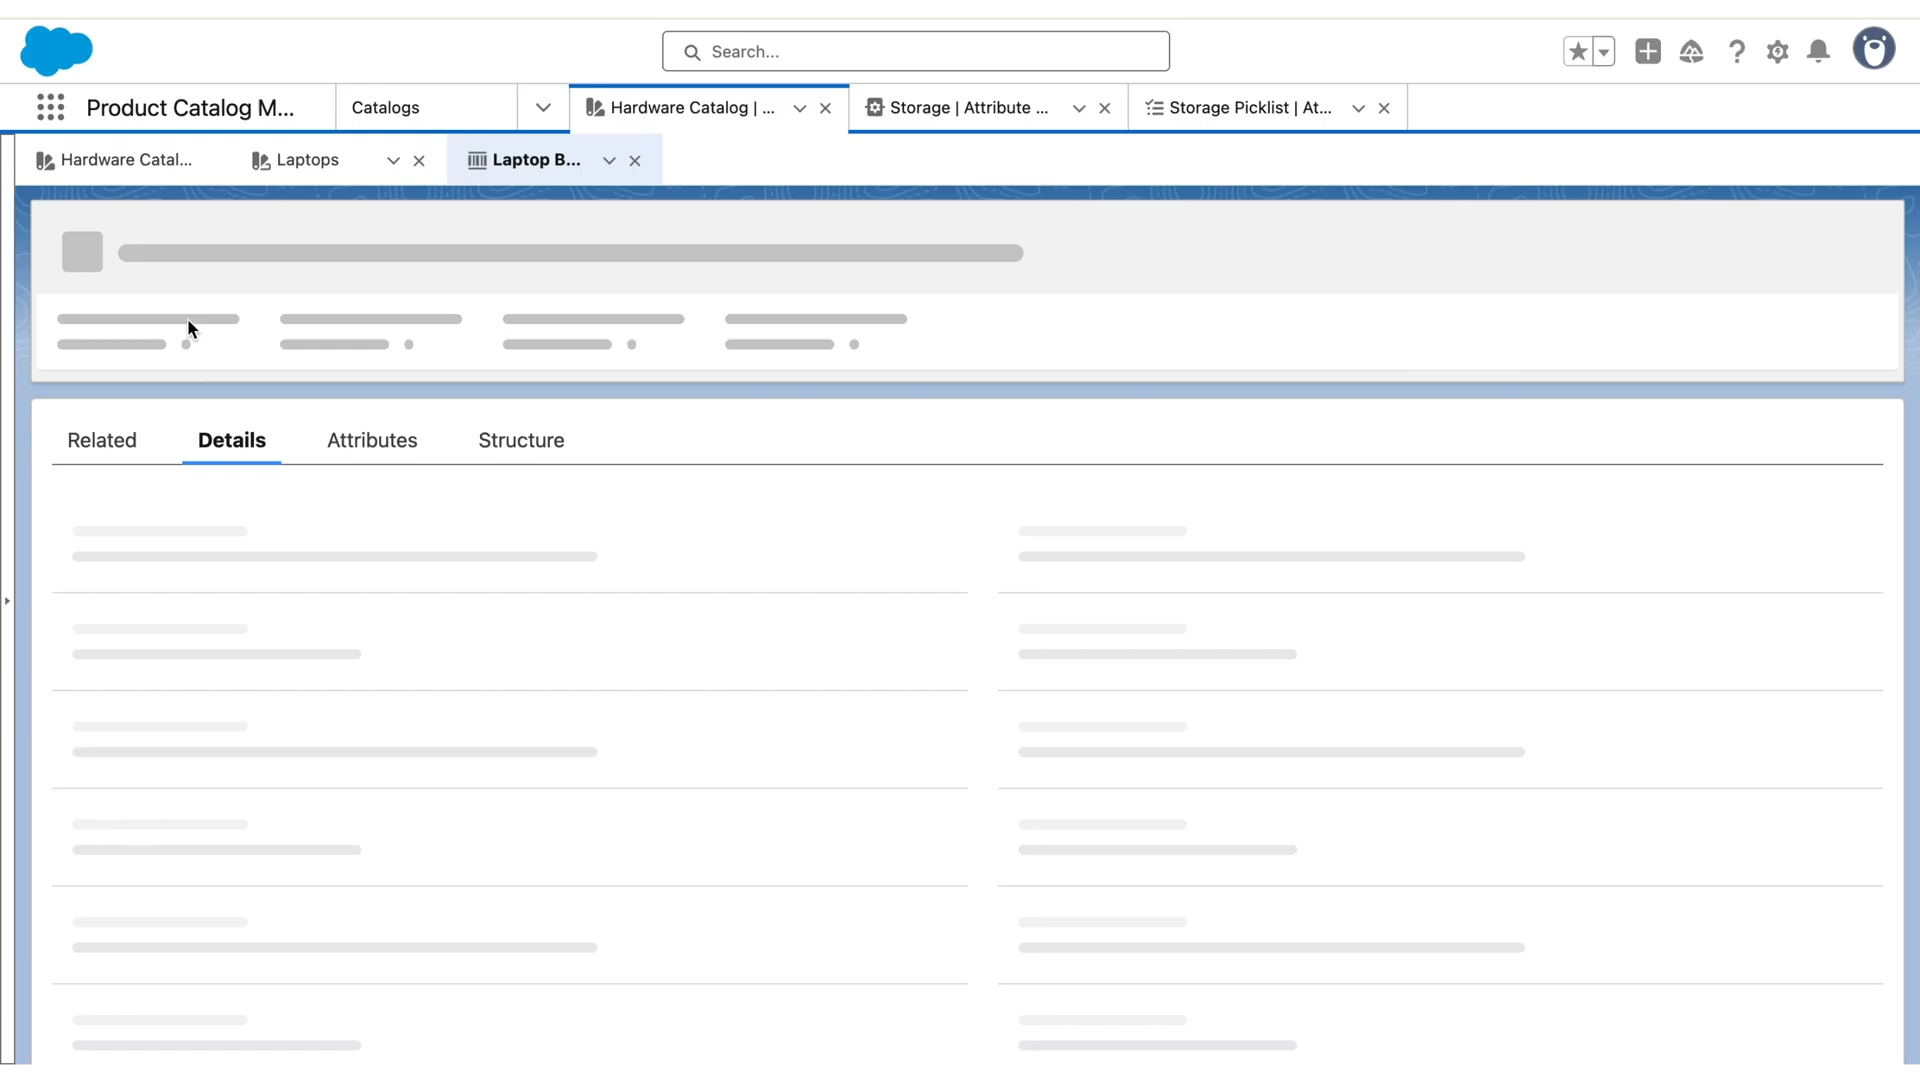 Search...
Product Catalog M...
Catalogs
Hardware Catalog | ...
Storage | Attribute ...
Storage Picklist | At...
Hardware Catal...
Laptops
Laptop B...
Related
Details
Attributes
Structure